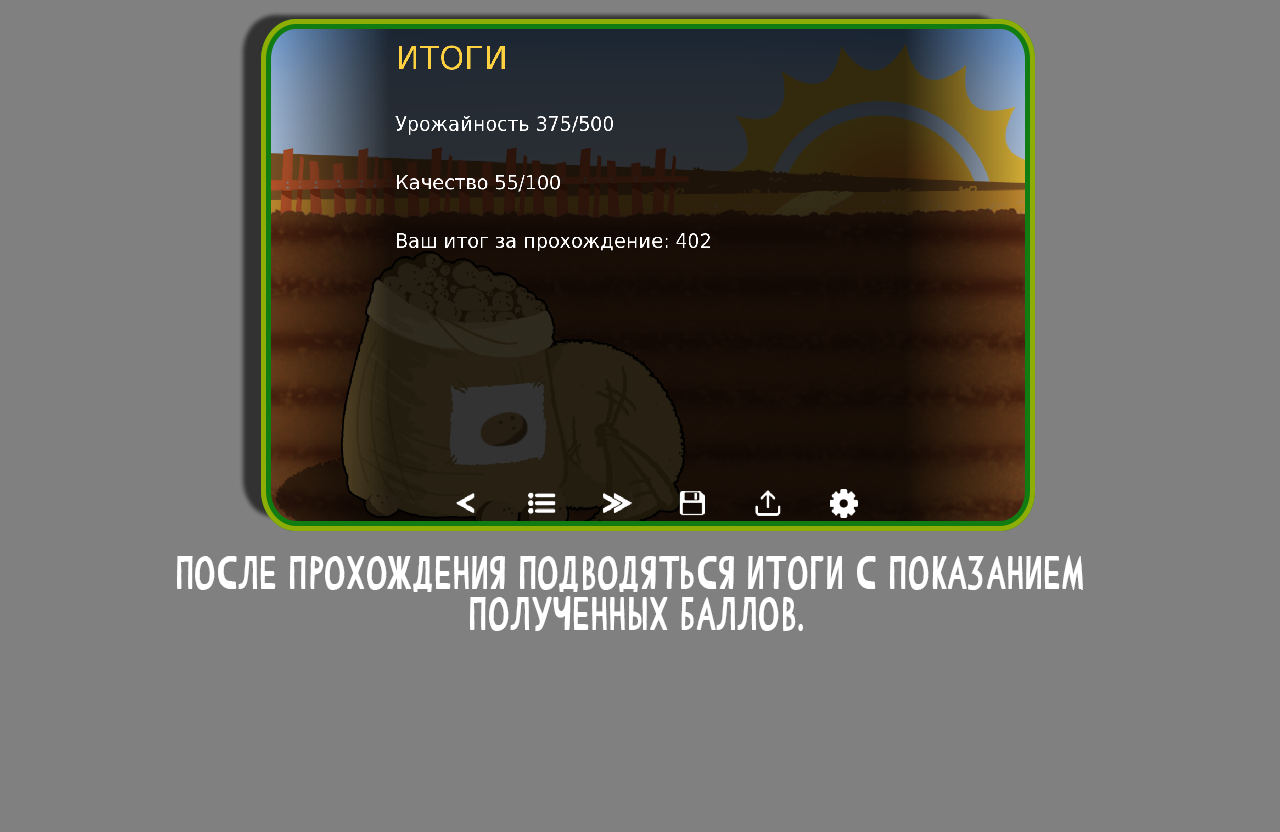 ИТОГИ
Урожайность 375/500
Качество 55/100
Ваш итог за прохождение: 402
ПОСЛЕ ПРОХОЖДЕНИЯ ПОДВОДЯТЬСЯ ИТОГИ С ПОКАЗАНИЕМ
ПОЛУЧЕННЫХ БАЛЛОВ.